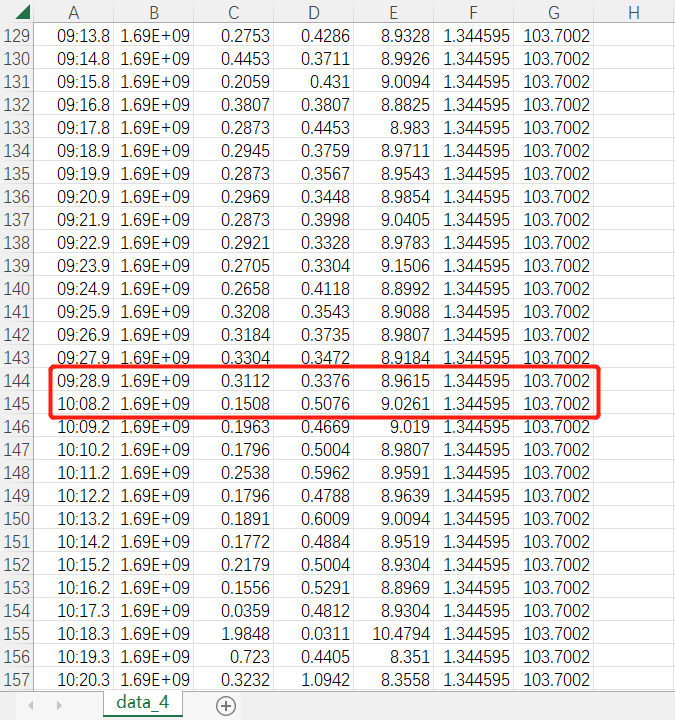 A B C D E F G H
129 09:13.8 1.69E+09 0.2753 0.4286 8.9328 1.344595 103.7002
130 09:14.8 1.69E+09 0.4453 0.3711 8.9926 1.344595 103.7002
131 09:15.8 1.69E+09 0.2059 0.431 9.0094 1.344595 103.7002
132 09:16.8 1.69E+09 0.3807 0.3807 8.8825 1.344595 103.7002
133 09:17.8 1.69E+09 0.2873 0.4453 8.983 1.344595 103.7002
134 09:18.9 1.69E+09 0.2945 0.3759 8.9711 1.344595 103.7002
135 09:19.9 1.69E+09 0.2873 0.3567 8.9543 1.344595 103.7002
136 09:20.9 1.69E+09 0.2969 0.3448 8.9854 1.344595 103.7002
137 09:21.9 1.69E+09 0.2873 0.3998 9.0405 1.344595 103.7002
138 09:22.9 1.69E+09 0.2921 0.3328 8.9783 1.344595 103.7002
139 09:23.9 1.69E+09 0.2705 0.3304 9.1506 1.344595 103.7002
140 09:24.9 1.69E+09 0.2658 0.4118 8.8992 1.344595 103.7002
141 09:25.9 1.69E+09 0.3208 0.3543 8.9088 1.344595 103.7002
142 09:26.9 1.69E+09 0.3184 0.3735 8.9807 1.344595 103.7002
143 09:27.9 1.69E+09 0.3304 0.3472 8.9184 1.344595 103.7002
144 09:28.9 1.69E+09 0.3112 0.3376 8.9615 1.344595 103.7002
145 10:08.2 1.69E+09 0.1508 0.5076 9.0261 1.344595 103.7002
146 10:09.2 1.69E+09 0.1963 0.4669 9.019 1.344595 103.7002
147 10:10.2 1.69E+09 0.1796 0.5004 8.9807 1.344595 103.7002
148 10:11.2 1.69E+09 0.2538 0.5962 8.9591 1.344595 103.7002
149 10:12.2 1.69E+09 0.1796 0.4788 8.9639 1.344595 103.7002
150 10:13.2 1.69E+09 0.1891 0.6009 9.0094 1.344595 103.7002
151 10:14.2 1.69E+09 0.1772 0.4884 8.9519 1.344595 103.7002
152 10:15.2 1.69E+09 0.2179 0.5004 8.9304 1.344595 103.7002
153 10:16.2 1.69E+09 0.1556 0.5291 8.8969 1.344595 103.7002
154 10:17.3 1.69E+09 0.0359 0.4812 8.9304 1.344595 103.7002
155 10:18.3 1.69E+09 1.9848 0.0311 10.4794 1.344595 103.7002
156 10:19.3 1.69E+09 0.723 0.4405 8.351 1.344595 103.7002
157 10:20.3 1.69E+09 0.3232 1.0942 8.3558 1.344595 103.7002
data_4